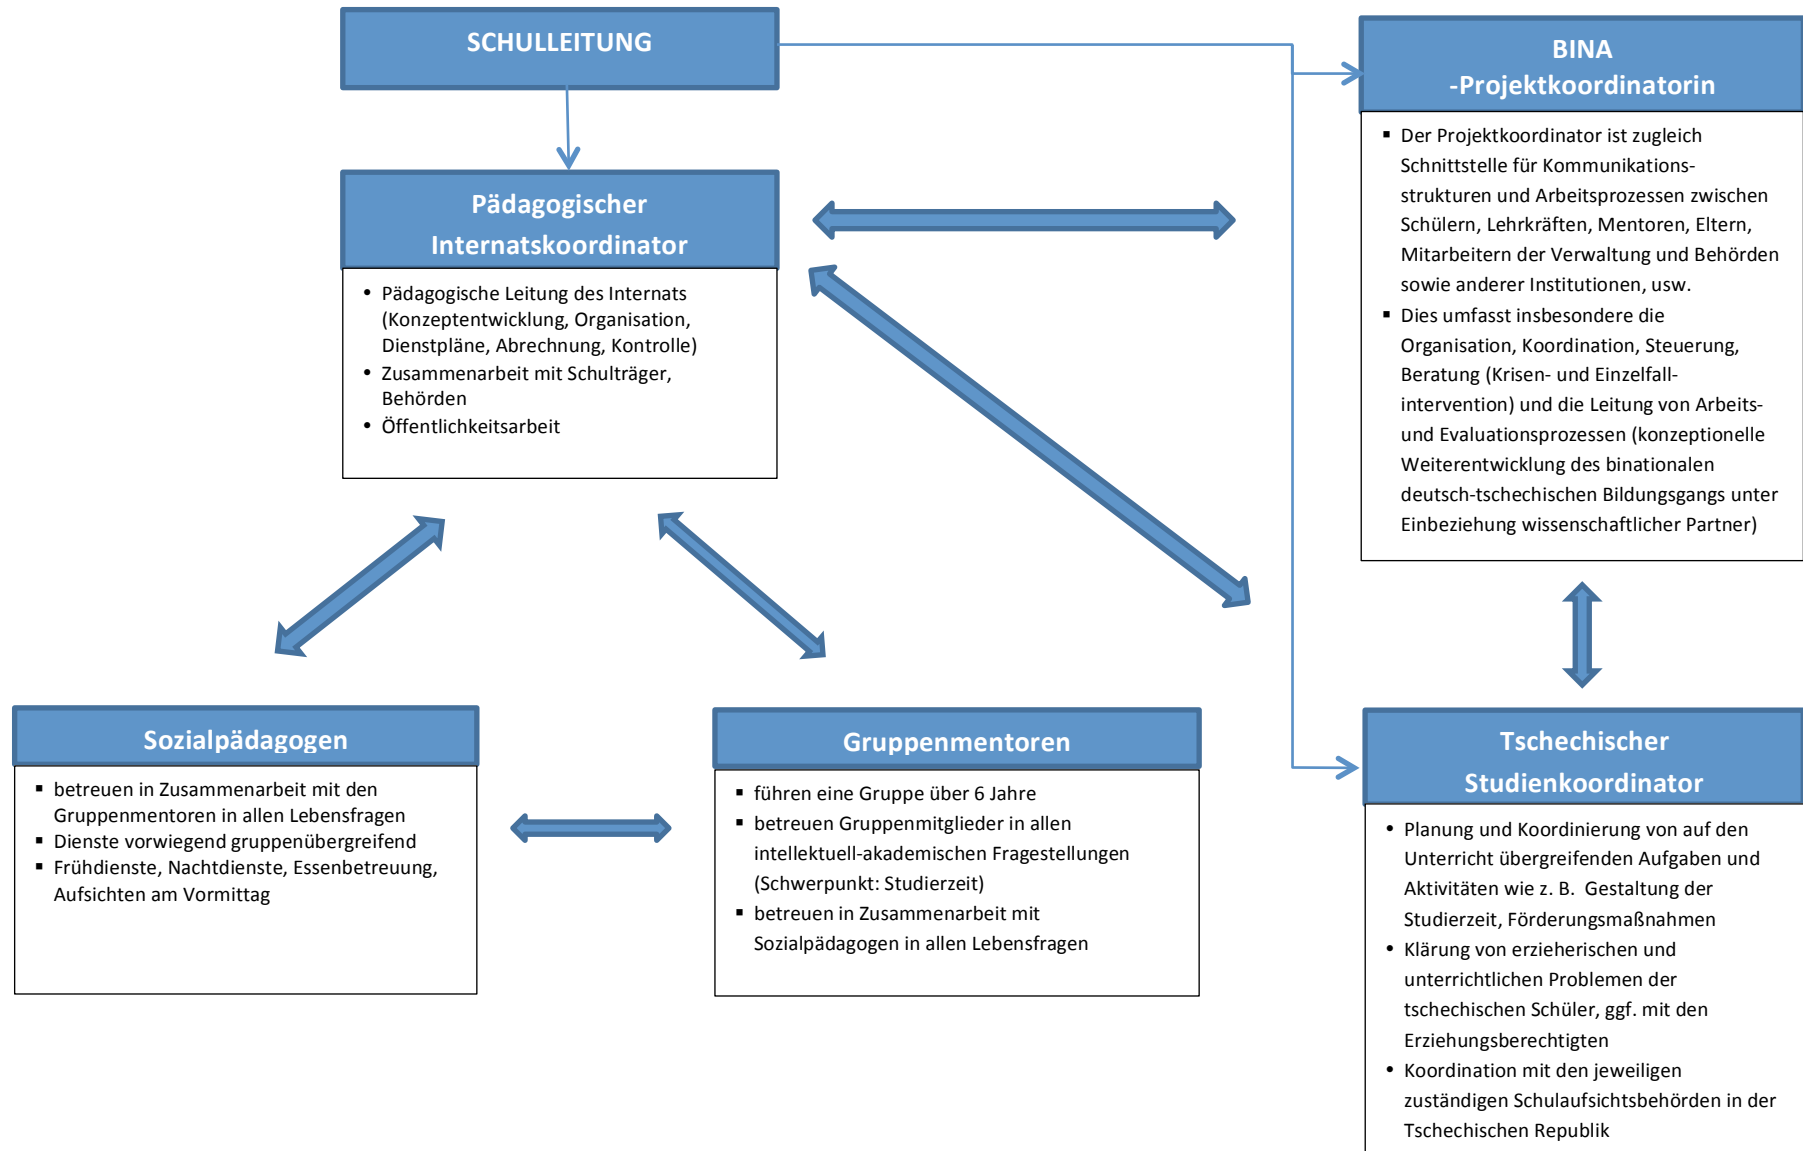 SCHULLEITUNG
BINA
-Projektkoordinatorin
▪ Der Projektkoordinator ist zugleich
Schnittstelle für Kommunikations-
strukturen und Arbeitsprozessen zwischen
Schülern, Lehrkräften, Mentoren, Eltern,
Mitarbeitern der Verwaltung und Behörden
sowie anderer Institutionen, usw.
▪ Dies umfasst insbesondere die
Organisation, Koordination, Steuerung,
Beratung (Krisen- und Einzelfall-
intervention) und die Leitung von Arbeits-
und Evaluationsprozessen (konzeptionelle
Weiterentwicklung des binationalen
deutsch-tschechischen Bildungsgangs unter
Einbeziehung wissenschaftlicher Partner)
Pädagogischer
Internatskoordinator
• Pädagogische Leitung des Internats
(Konzeptentwicklung, Organisation,
Dienstpläne, Abrechnung, Kontrolle)
• Zusammenarbeit mit Schulträger,
Behörden
• Öffentlichkeitsarbeit
Sozialpädagogen
▪ betreuen in Zusammenarbeit mit den
Gruppenmentoren in allen Lebensfragen
▪ Dienste vorwiegend gruppenübergreifend
▪ Frühdienste, Nachtdienste, Essenbetreuung,
Aufsichten am Vormittag
Gruppenmentoren
▪ führen eine Gruppe über 6 Jahre
▪ betreuen Gruppenmitglieder in allen
intellektuell-akademischen Fragestellungen
(Schwerpunkt: Studierzeit)
▪ betreuen in Zusammenarbeit mit
Sozialpädagogen in allen Lebensfragen
Tschechischer
Studienkoordinator
• Planung und Koordinierung von auf den
Unterricht übergreifenden Aufgaben und
Aktivitäten wie z. B. Gestaltung der
Studierzeit, Förderungsmaßnahmen
• Klärung von erzieherischen und
unterrichtlichen Problemen der
tschechischen Schüler, ggf. mit den
Erziehungsberechtigten
• Koordination mit den jeweiligen
zuständigen Schulaufsichtsbehörden in der
Tschechischen Republik